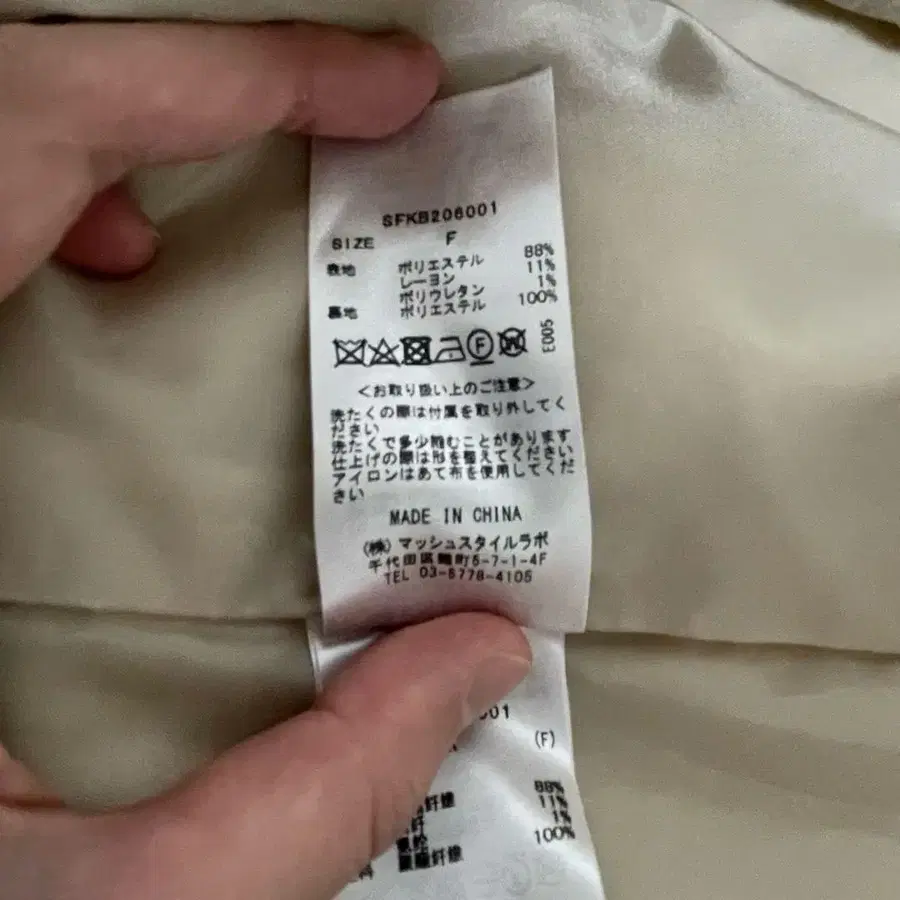 SFKB206001
SIZE F
表地 ポリエステル 88%
レーヨン 11%
ポリウレタン 1%
裏地 ポリエステル 100%
F
W
E005
<お取り扱い上のご注意>
洗たくの際は付属を取り外してく
ださい
洗たくで多少縮むことがあります
仕上げの際は形を整えてください
アイロンはあて布を使用してくだ
さい
MADE IN CHINA
(株)マッシュスタイルラボ
千代田区麹町5-7-1-4F
TEL 03-5778-4105
001
(F)
88%
11%
1%
100%